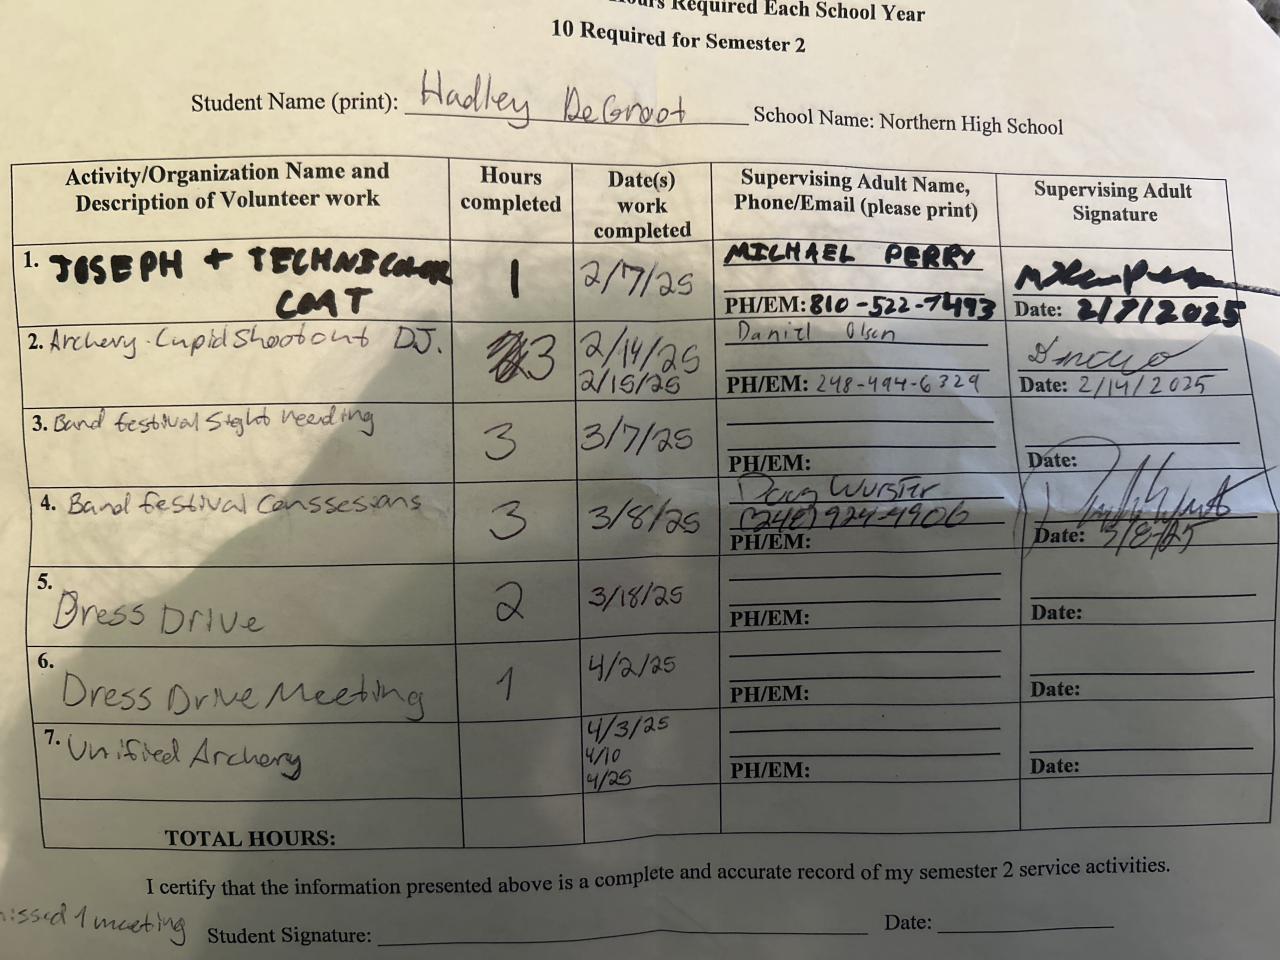 Hours Required Each School Year
10 Required for Semester 2
Student Name (print): Hadley DeGroot School Name: Northern High School
Activity/Organization Name and Description of Volunteer work
Hours completed
Date(s) work completed
Supervising Adult Name, Phone/Email (please print)
Supervising Adult Signature
1. JOSEPH + TECHNICOLOR COAT
1
2/7/25
MICHAEL PERRY
PH/EM: 810-522-7493
Date: 2/7/2025
2. Archery Cupid Shootout DJ.
3
2/14/25
2/15/25
Daniel Olsen
PH/EM: 248-494-6329
Date: 2/14/2025
3. Band festival Sight Reading
3
3/7/25
PH/EM:
Date:
4. Band festival Conssesians
3
3/8/25
Doug Wurster
(248) 924-4906
PH/EM:
Date: 3/8/25
5. Dress Drive
2
3/18/25
PH/EM:
Date:
6. Dress Drive Meeting
1
4/2/25
PH/EM:
Date:
7. Unified Archery
4/3/25
4/10
4/25
PH/EM:
Date:
TOTAL HOURS:
I certify that the information presented above is a complete and accurate record of my semester 2 service activities.
missed 1 meeting
Student Signature:
Date: